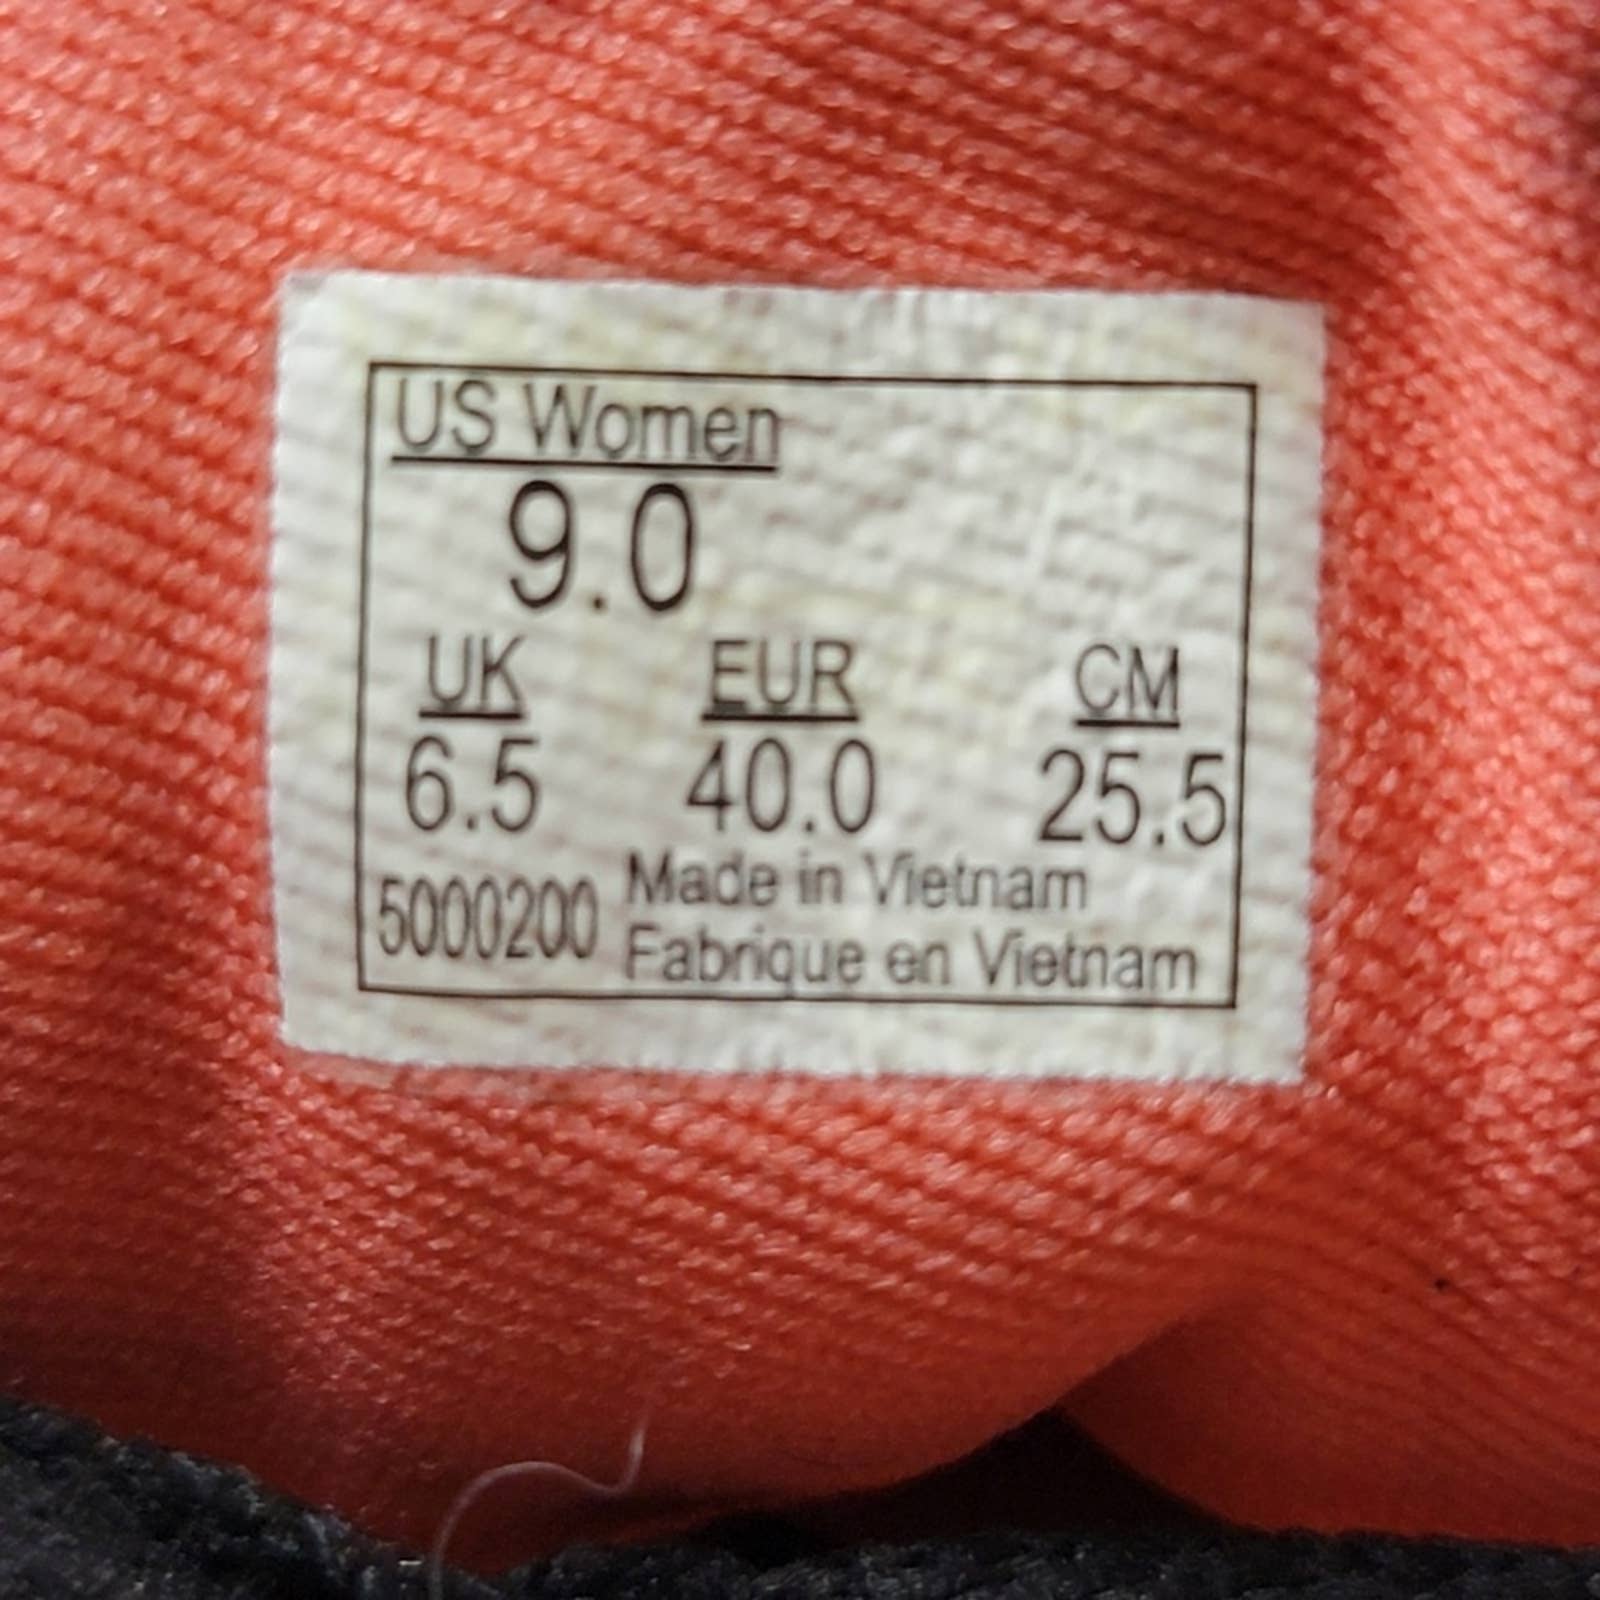 US Women
9.0
UK EUR CM
6.5 40.0 25.5
5000200 Made in Vietnam
Fabrique en Vietnam